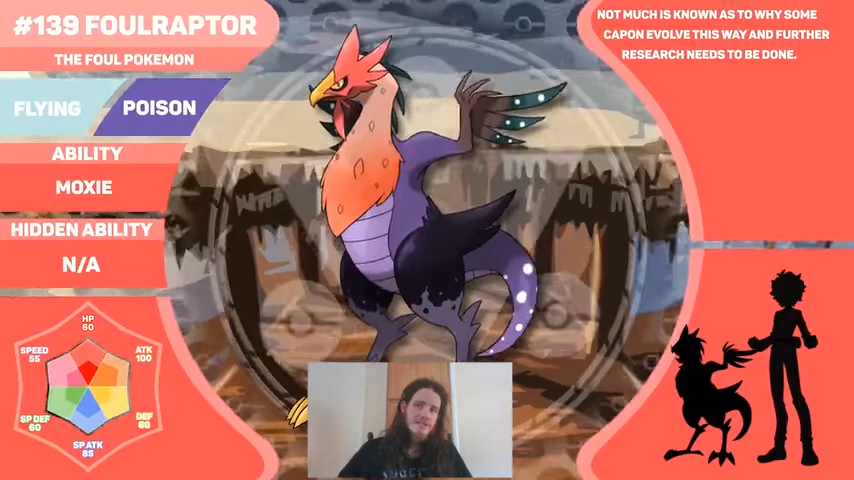 #139 FOULRAPTOR
THE FOUL POKEMON
FLYING
POISON
ABILITY
MOXIE
HIDDEN ABILITY
N/A
HP
60
ATK
100
DEF
60
SP ATK
85
SP DEF
60
SPEED
55
NOT MUCH IS KNOWN AS TO WHY SOME
CAPON EVOLVE THIS WAY AND FURTHER
RESEARCH NEEDS TO BE DONE.